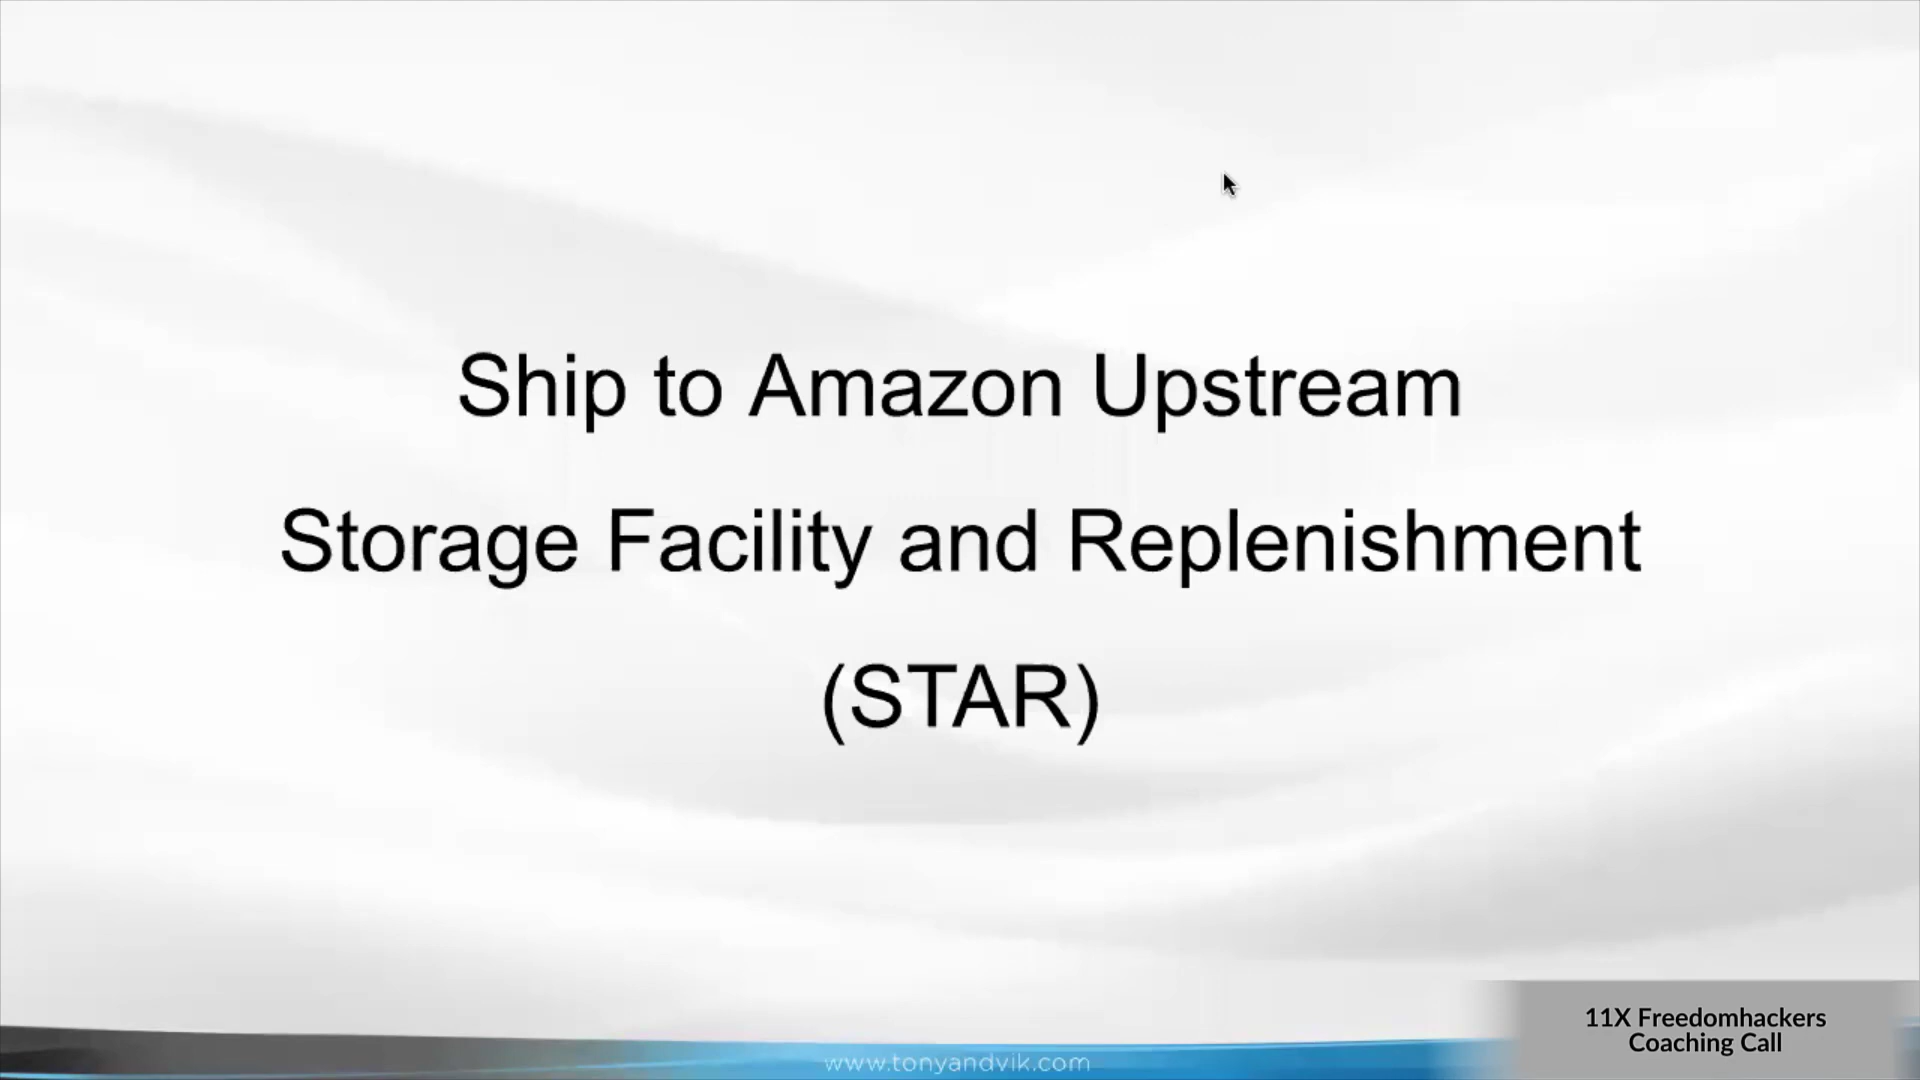 Ship to Amazon Upstream
Storage Facility and Replenishment
(STAR)
11X Freedomhackers
Coaching Call
www.tonyandvik.com